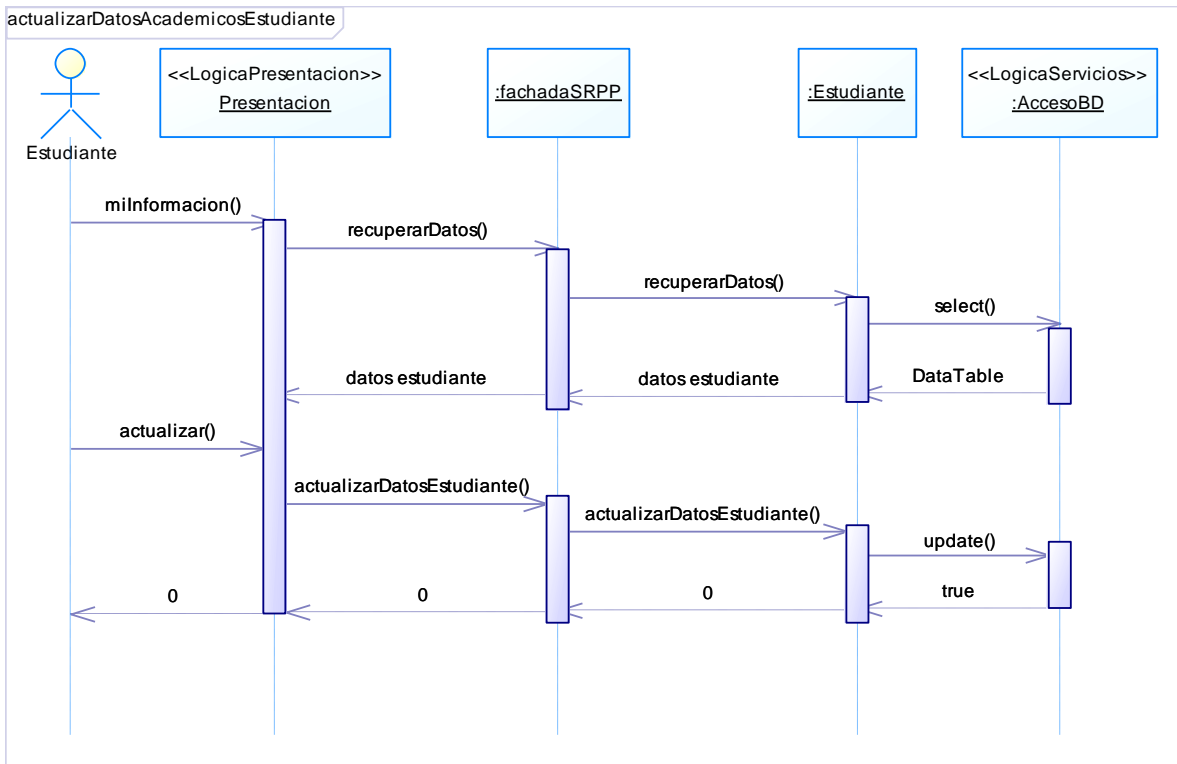 actualizarDatosAcademicosEstudiante
<<LogicaPresentacion>>
Presentacion
:fachadaSRPP
:Estudiante
<<LogicaServicios>>
:AccesoBD
Estudiante
miInformacion()
recuperarDatos()
recuperarDatos()
select()
datos estudiante
datos estudiante
DataTable
actualizar()
actualizarDatosEstudiante()
actualizarDatosEstudiante()
update()
0
0
0
true